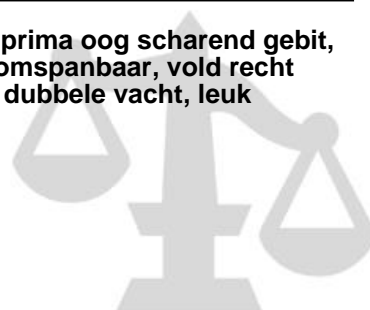 prima oog scharend gebit,
omspanbaar, vold recht
dubbele vacht, leuk